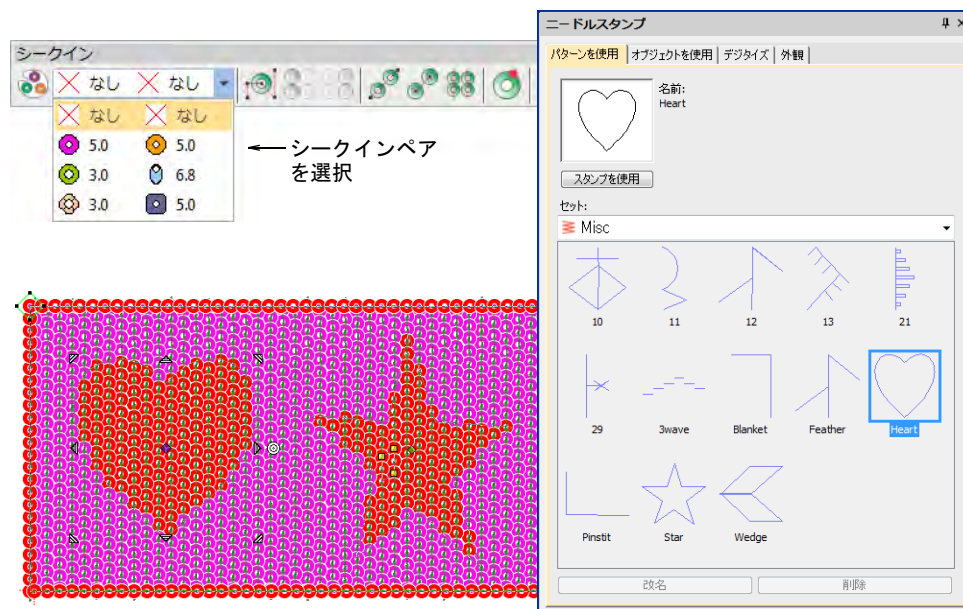 シークイン
なし なし
なし なし
5.0 5.0
3.0 6.8
3.0 5.0
シークインペア
を選択
ニードルスタンプ
パターンを使用 オブジェクトを使用 デジタイズ 外観
名前:
Heart
スタンプを使用
セット:
Misc
10 11 12 13 21
29 3wave Blanket Feather Heart
Pinstit Star Wedge
改名 削除